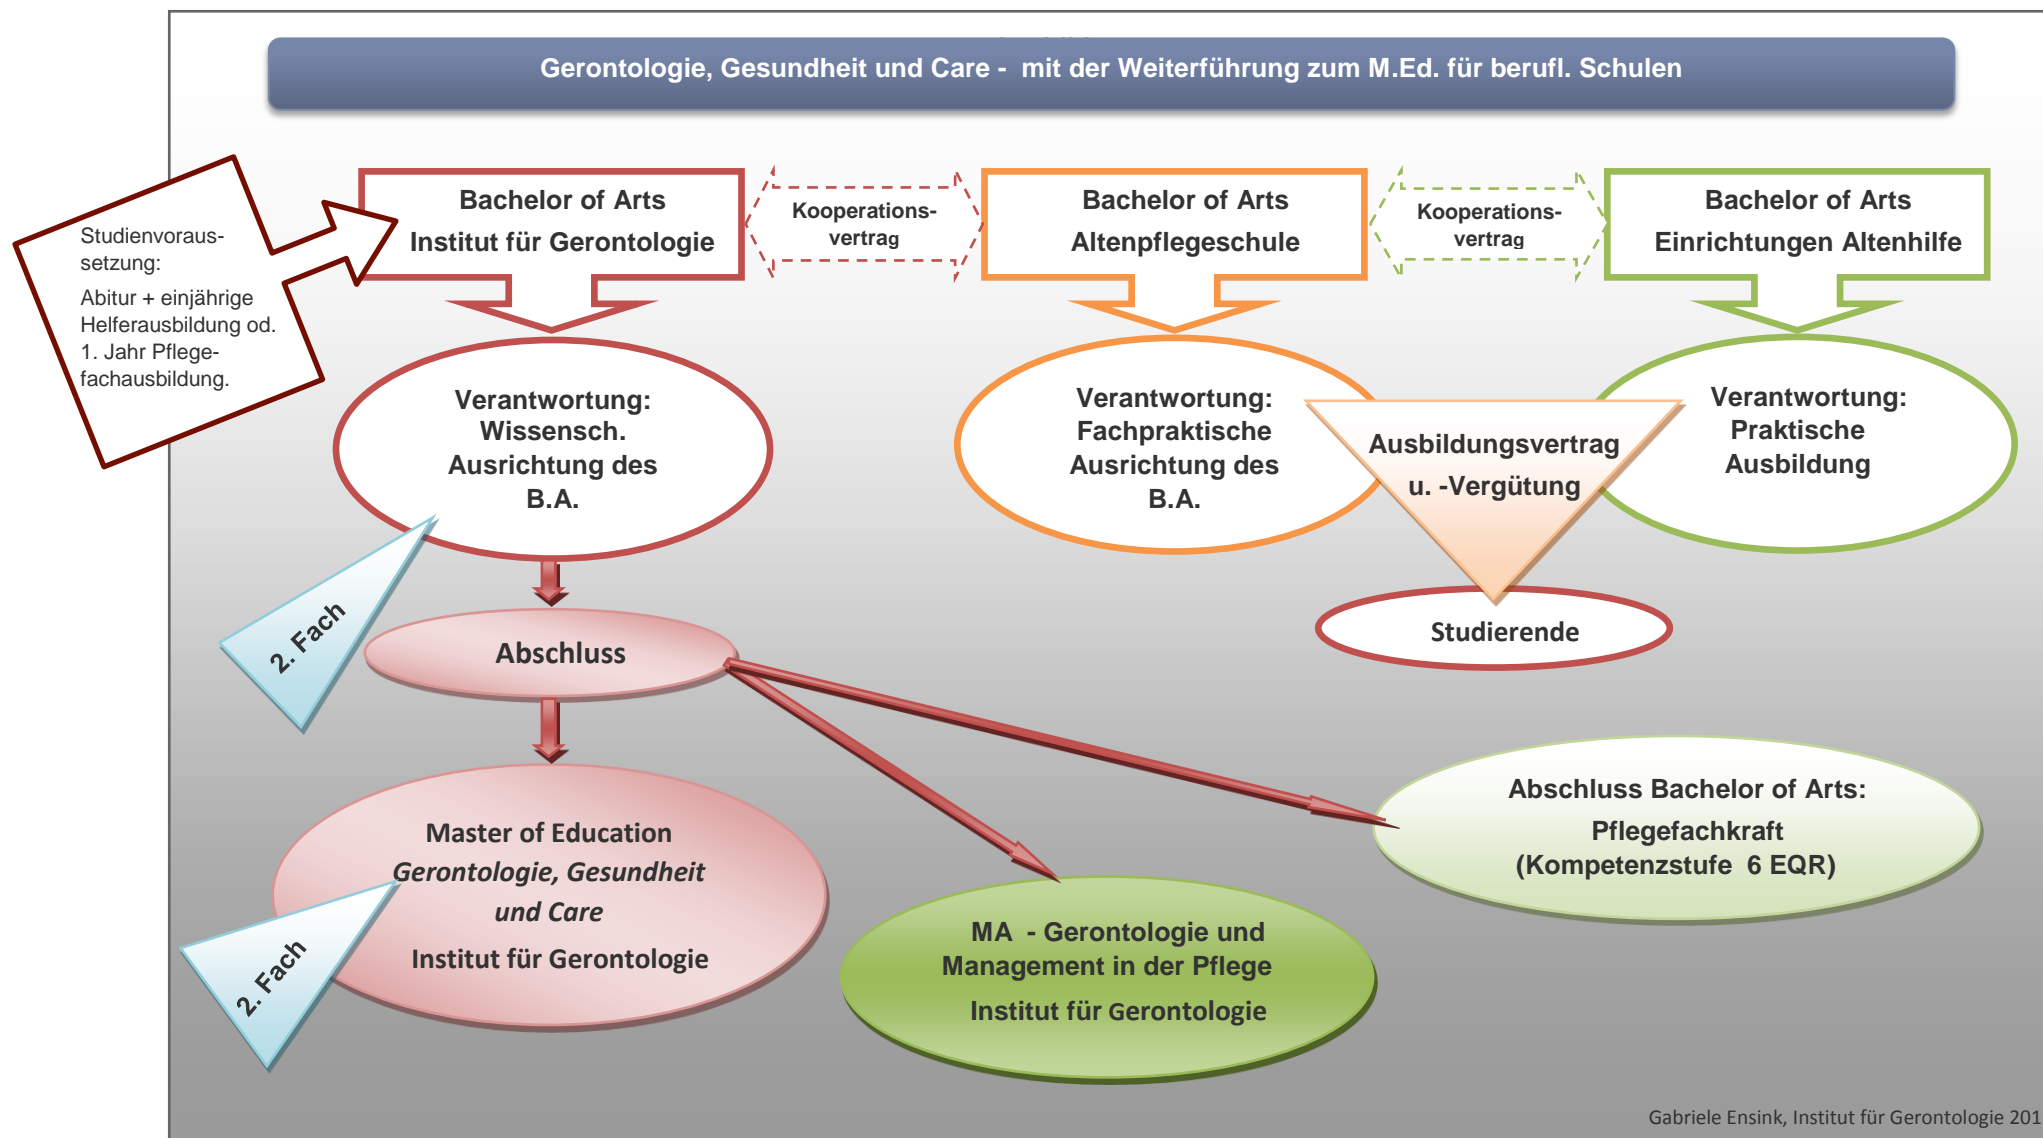 Gerontologie, Gesundheit und Care -  mit der Weiterführung zum M.Ed. für berufl. Schulen
Studienvoraus-
setzung:
Abitur + einjährige
Helferausbildung od.
1. Jahr Pflege-
fachausbildung.
Bachelor of Arts
Institut für Gerontologie
Kooperations-
vertrag
Bachelor of Arts
Altenpflegeschule
Kooperations-
vertrag
Bachelor of Arts
Einrichtungen Altenhilfe
Verantwortung:
Wissensch.
Ausrichtung des
B.A.
Verantwortung:
Fachpraktische
Ausrichtung des
B.A.
Ausbildungsvertrag
u. -Vergütung
Verantwortung:
Praktische
Ausbildung
2. Fach
Abschluss
Studierende
Master of Education
Gerontologie, Gesundheit
und Care
Institut für Gerontologie
2. Fach
MA  - Gerontologie und
Management in der Pflege
Institut für Gerontologie
Abschluss Bachelor of Arts:
Pflegefachkraft
(Kompetenzstufe  6 EQR)
Gabriele Ensink, Institut für Gerontologie 201